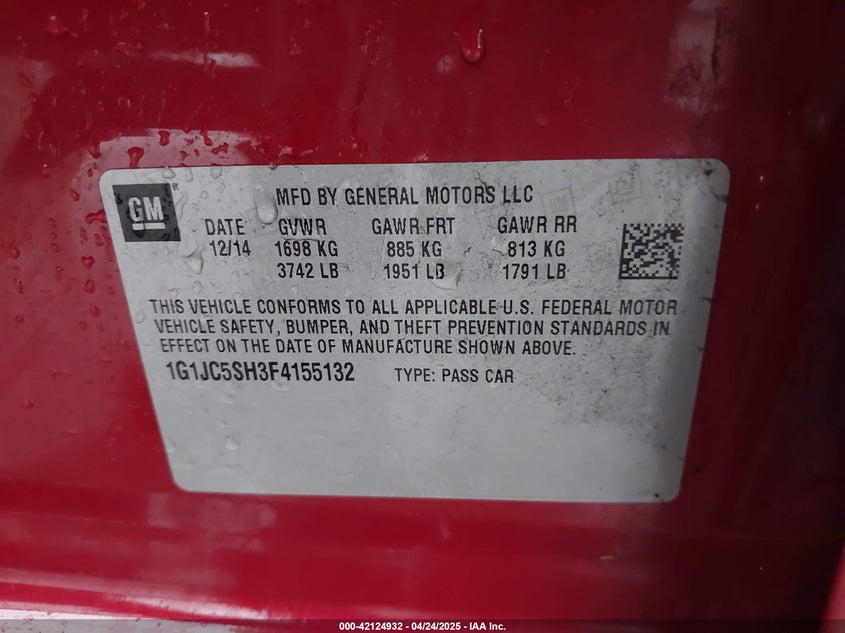 GM
MFD BY GENERAL MOTORS LLC
DATE GVWR GAWR FRT GAWR RR
12/14 1698 KG 885 KG 813 KG
3742 LB 1951 LB 1791 LB
THIS VEHICLE CONFORMS TO ALL APPLICABLE U.S. FEDERAL MOTOR
VEHICLE SAFETY, BUMPER, AND THEFT PREVENTION STANDARDS IN
EFFECT ON THE DATE OF MANUFACTURE SHOWN ABOVE.
1G1JC5SH3F4155132 TYPE: PASS CAR
000-42124932 - 04/24/2025 - IAA Inc.